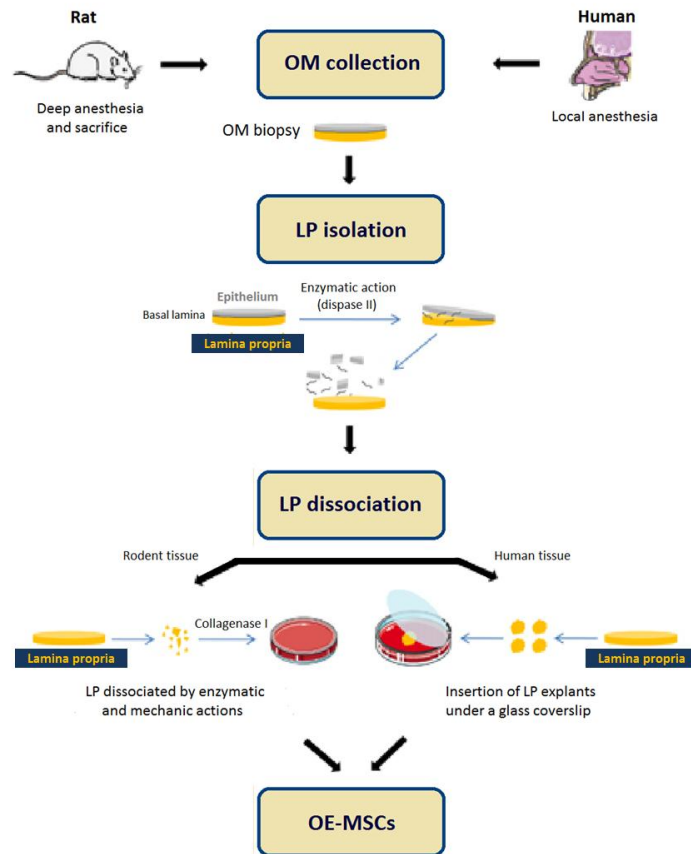 Rat
Human
OM collection
Deep anesthesia
and sacrifice
Local anesthesia
OM biopsy
LP isolation
Epithelium
Enzymatic action
(dispase II)
Basal lamina
Lamina propria
LP dissociation
Rodent tissue
Human tissue
Collagenase I
Lamina propria
Lamina propria
LP dissociated by enzymatic
and mechanic actions
Insertion of LP explants
under a glass coverslip
OE-MSCs